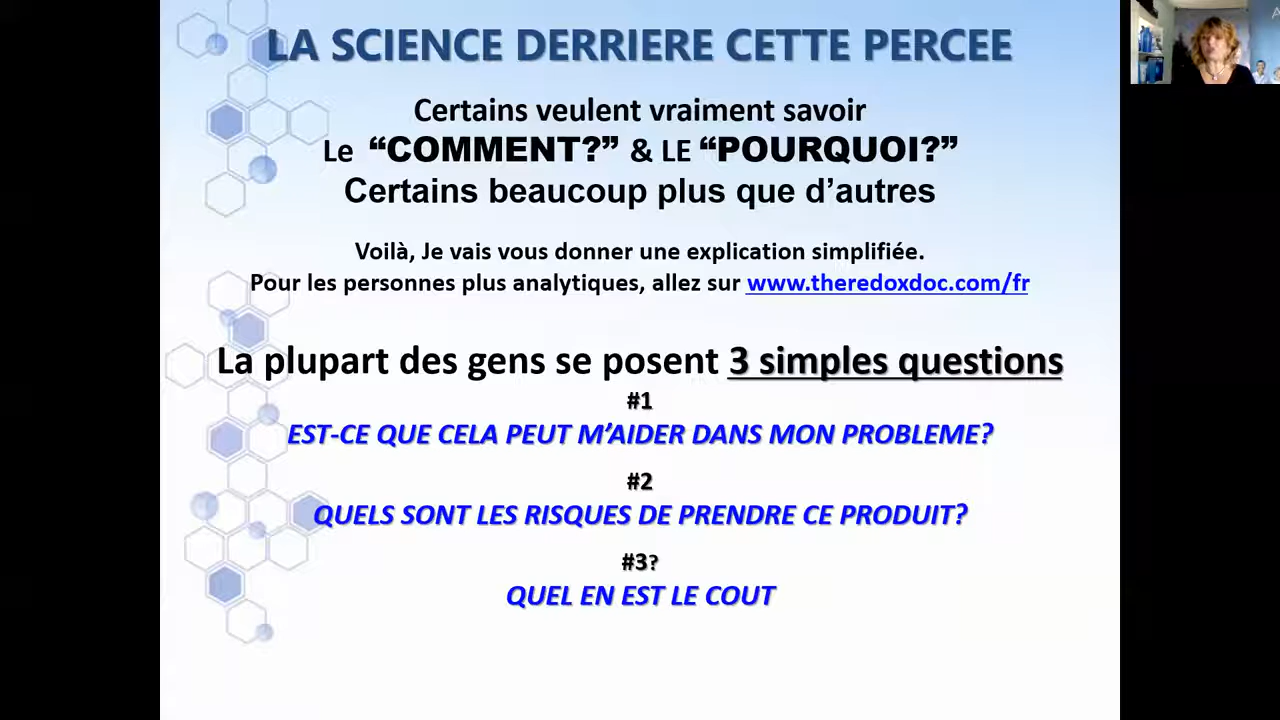 LA SCIENCE DERRIERE CETTE PERCEE
Certains veulent vraiment savoir
Le “COMMENT?” & LE “POURQUOI?”
Certains beaucoup plus que d’autres
Voilà, Je vais vous donner une explication simplifiée.
Pour les personnes plus analytiques, allez sur www.theredoxdoc.com/fr
La plupart des gens se posent 3 simples questions
#1
EST-CE QUE CELA PEUT M’AIDER DANS MON PROBLEME?
#2
QUELS SONT LES RISQUES DE PRENDRE CE PRODUIT?
#3?
QUEL EN EST LE COUT